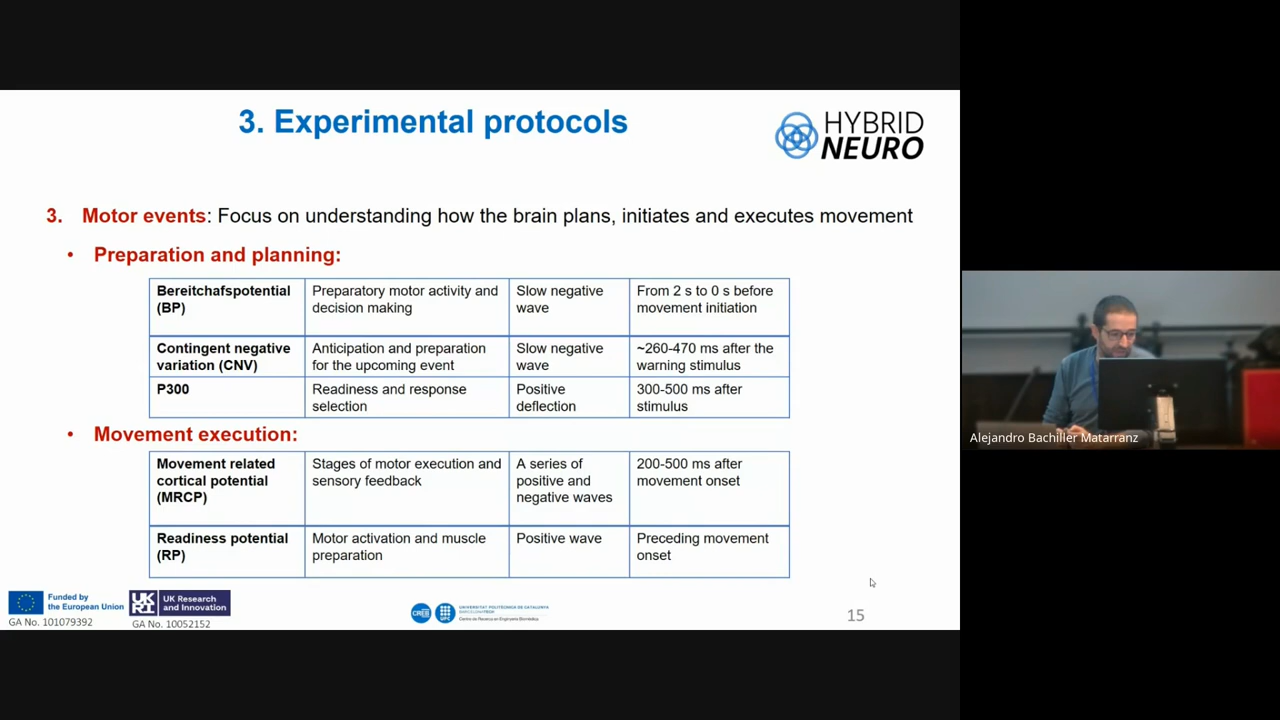 3. Experimental protocols
HYBRID
NEURO
3. Motor events: Focus on understanding how the brain plans, initiates and executes movement
• Preparation and planning:
Bereitchafspotential
(BP)
Preparatory motor activity and
decision making
Slow negative
wave
From 2 s to 0 s before
movement initiation
Contingent negative
variation (CNV)
Anticipation and preparation
for the upcoming event
Slow negative
wave
~260-470 ms after the
warning stimulus
P300
Readiness and response
selection
Positive
deflection
300-500 ms after
stimulus
• Movement execution:
Movement related
cortical potential
(MRCP)
Stages of motor execution and
sensory feedback
A series of
positive and
negative waves
200-500 ms after
movement onset
Readiness potential
(RP)
Motor activation and muscle
preparation
Positive wave
Preceding movement
onset
Funded by
the European Union
GA No. 101079392
UK
RI
UK Research
and Innovation
GA No. 10052152
CREB
UPC
UNIVERSITAT POLITÈCNICA DE CATALUNYA
BARCELONATECH
Centre de Recerca en Enginyeria Biomèdica
15
Alejandro Bachiller Matarranz